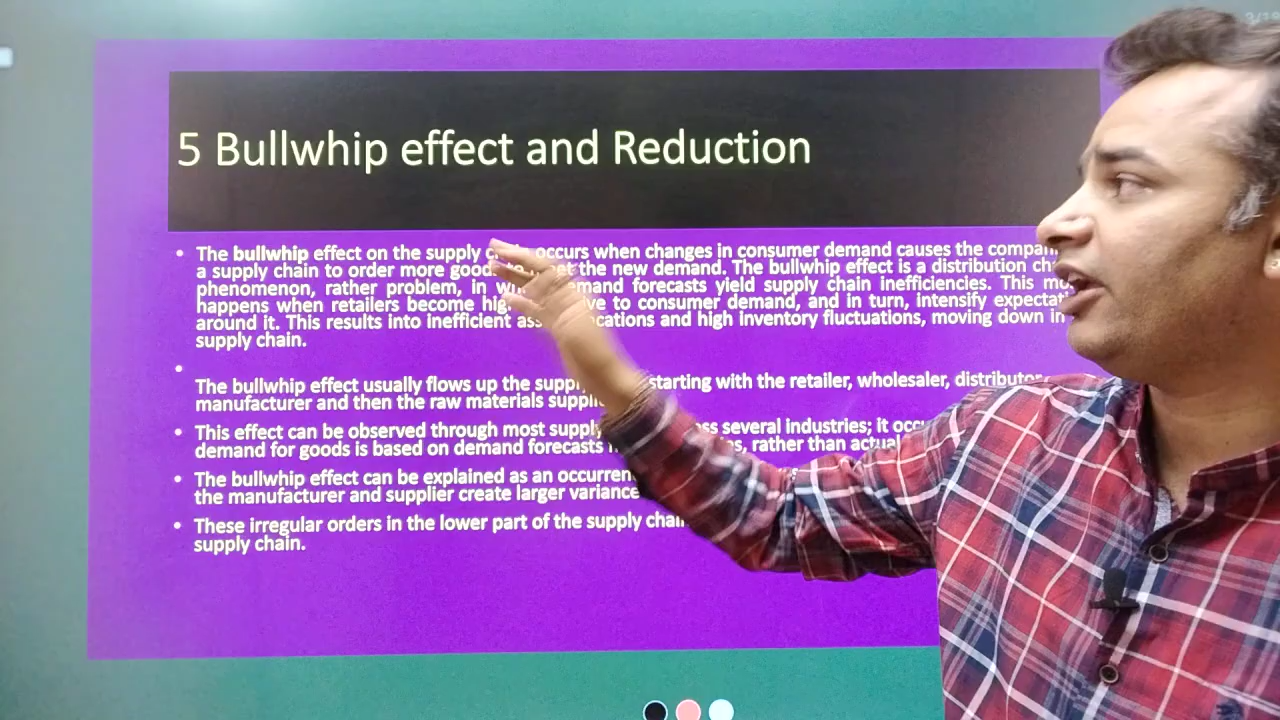 3/19
5 Bullwhip effect and Reduction
• The bullwhip effect on the supply occurs when changes in consumer demand causes the
a supply chain to order more the new demand. The bullwhip effect is a distribution
phenomenon, rather problem, in forecasts yield supply chain inefficiencies. This
happens when retailers become to consumer demand, and in turn, intensify
around it. This results into inefficient and high inventory fluctuations, moving down
supply chain.
•
The bullwhip effect usually flows up the starting with the retailer, wholesaler,
manufacturer and then the raw materials
• This effect can be observed through most supply several industries; it
demand for goods is based on demand forecasts rather than actual
• The bullwhip effect can be explained as an
the manufacturer and supplier create larger variance
• These irregular orders in the lower part of the supply
supply chain.